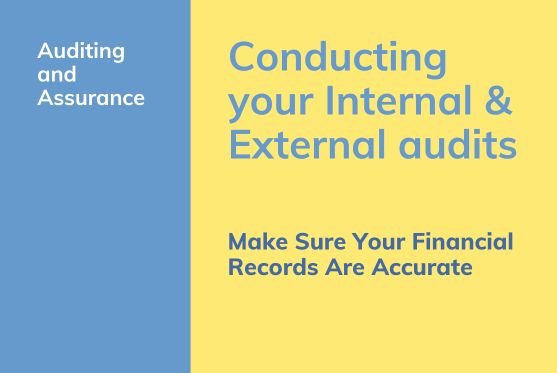 Auditing
and
Assurance
Conducting
your Internal &
External audits
Make Sure Your Financial
Records Are Accurate